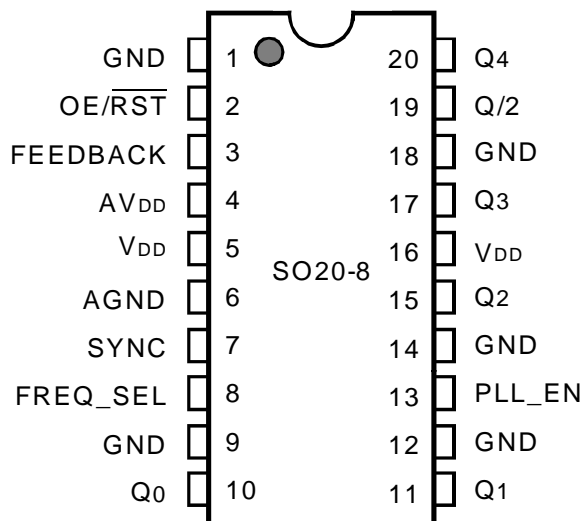 GND 1 20 Q4
OE/RST 2 19 Q/2
FEEDBACK 3 18 GND
AVDD 4 17 Q3
VDD 5 16 VDD
SO20-8
AGND 6 15 Q2
SYNC 7 14 GND
FREQ_SEL 8 13 PLL_EN
GND 9 12 GND
Q0 10 11 Q1